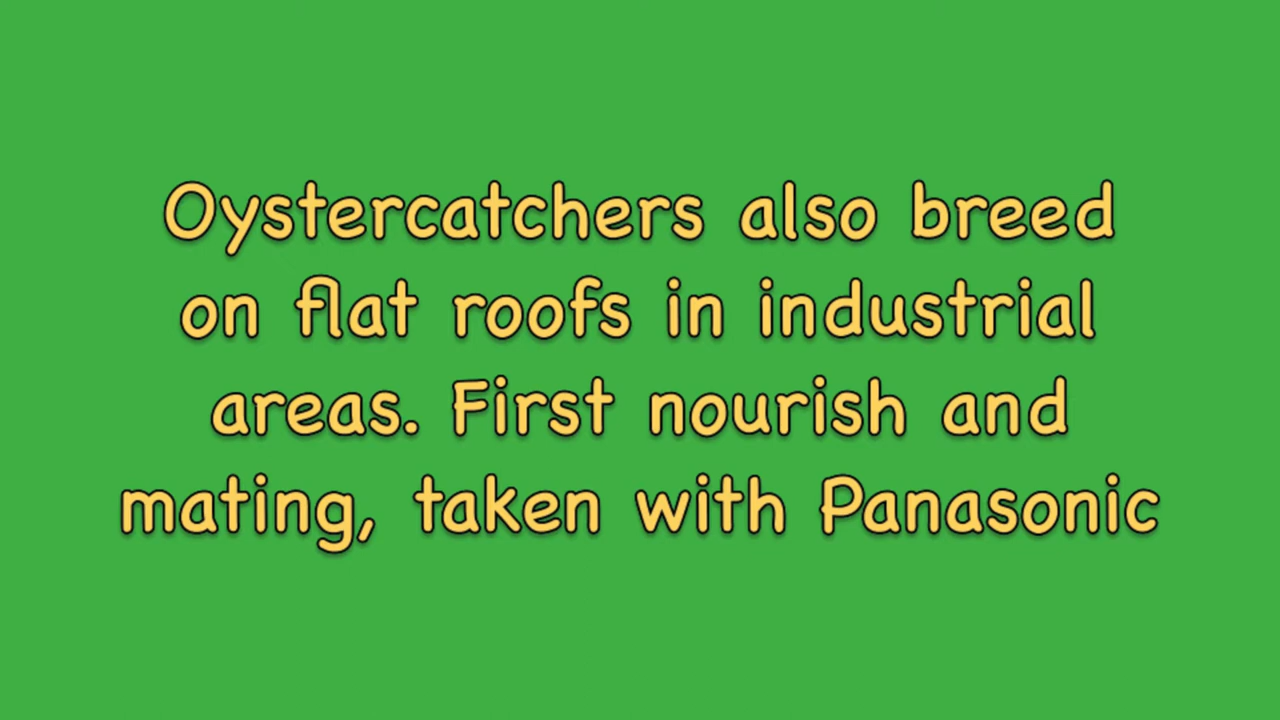 Oystercatchers also breed
on flat roofs in industrial
areas. First nourish and
mating, taken with Panasonic